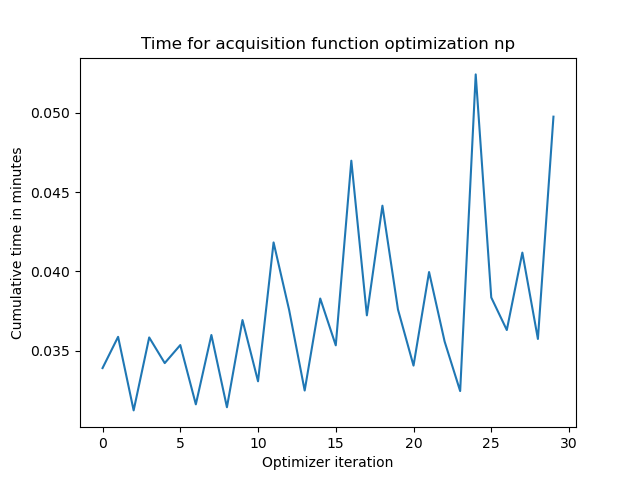 Time for acquisition function optimization np
Cumulative time in minutes
0.050
0.045
0.040
0.035
0 5 10 15 20 25 30
Optimizer iteration